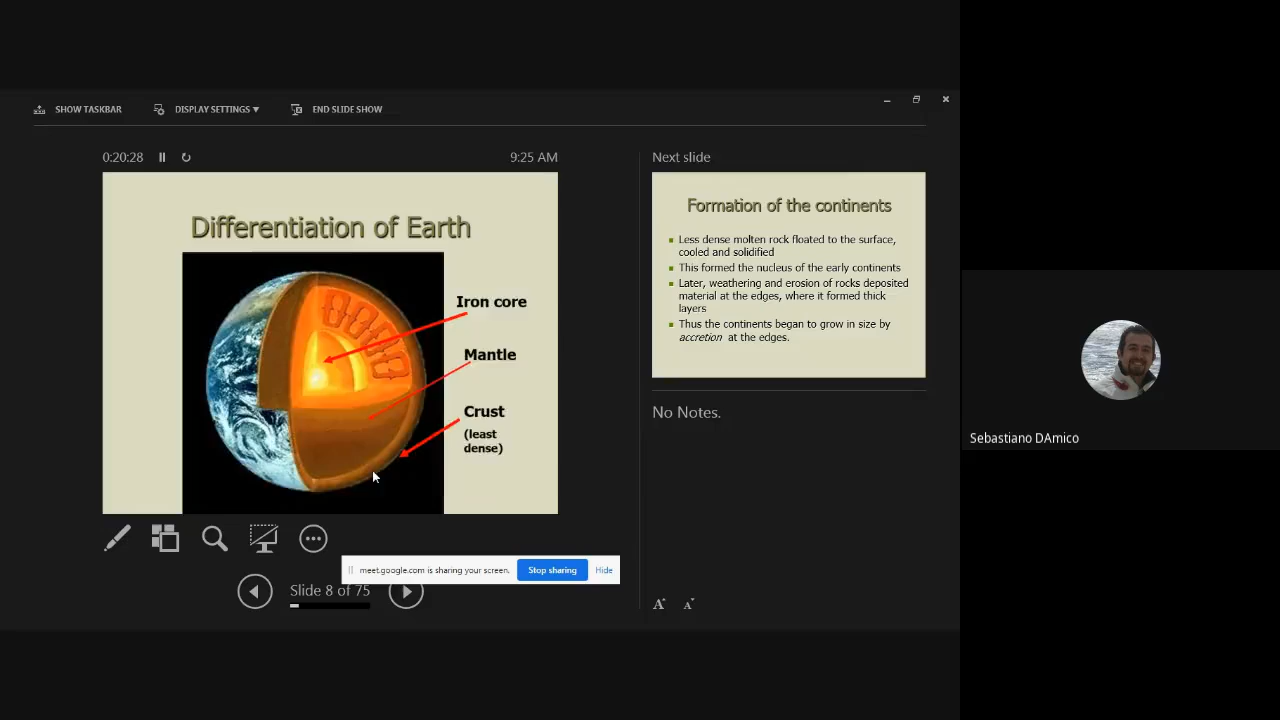 SHOW TASKBAR
DISPLAY SETTINGS
END SLIDE SHOW
0:20:28
9:25 AM
Differentiation of Earth
Iron core
Mantle
Crust
(least
dense)
Next slide
Formation of the continents
Less dense molten rock floated to the surface,
cooled and solidified
This formed the nucleus of the early continents
Later, weathering and erosion of rocks deposited
material at the edges, where it formed thick
layers
Thus the continents began to grow in size by
accretion at the edges.
No Notes.
Sebastiano DAmico
meet.google.com is sharing your screen.
Stop sharing
Hide
Slide 8 of 75
A
A